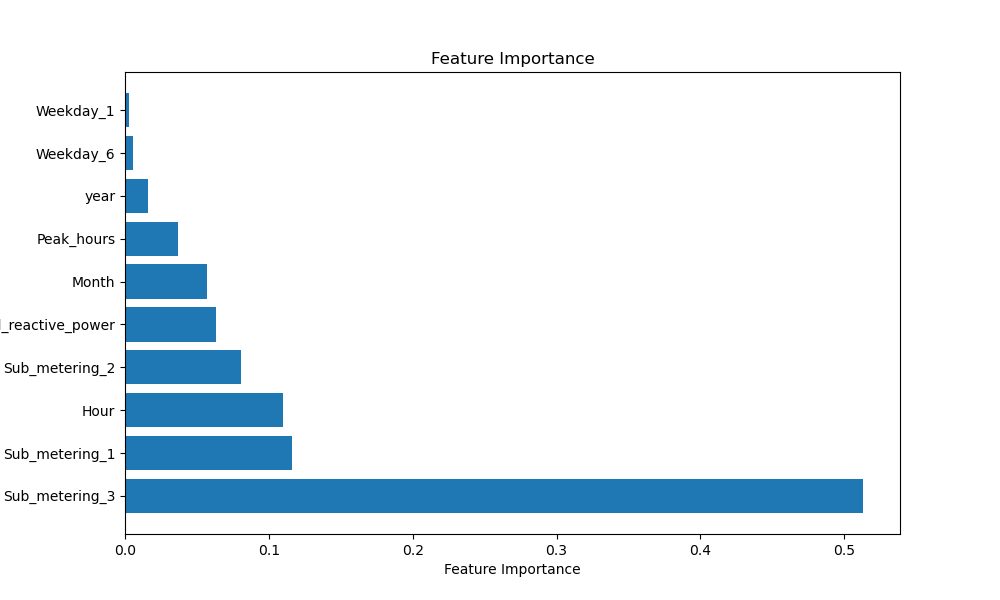 Feature Importance
Weekday_1
Weekday_6
year
Peak_hours
Month
_reactive_power
Sub_metering_2
Hour
Sub_metering_1
Sub_metering_3
0.0 0.1 0.2 0.3 0.4 0.5
Feature Importance